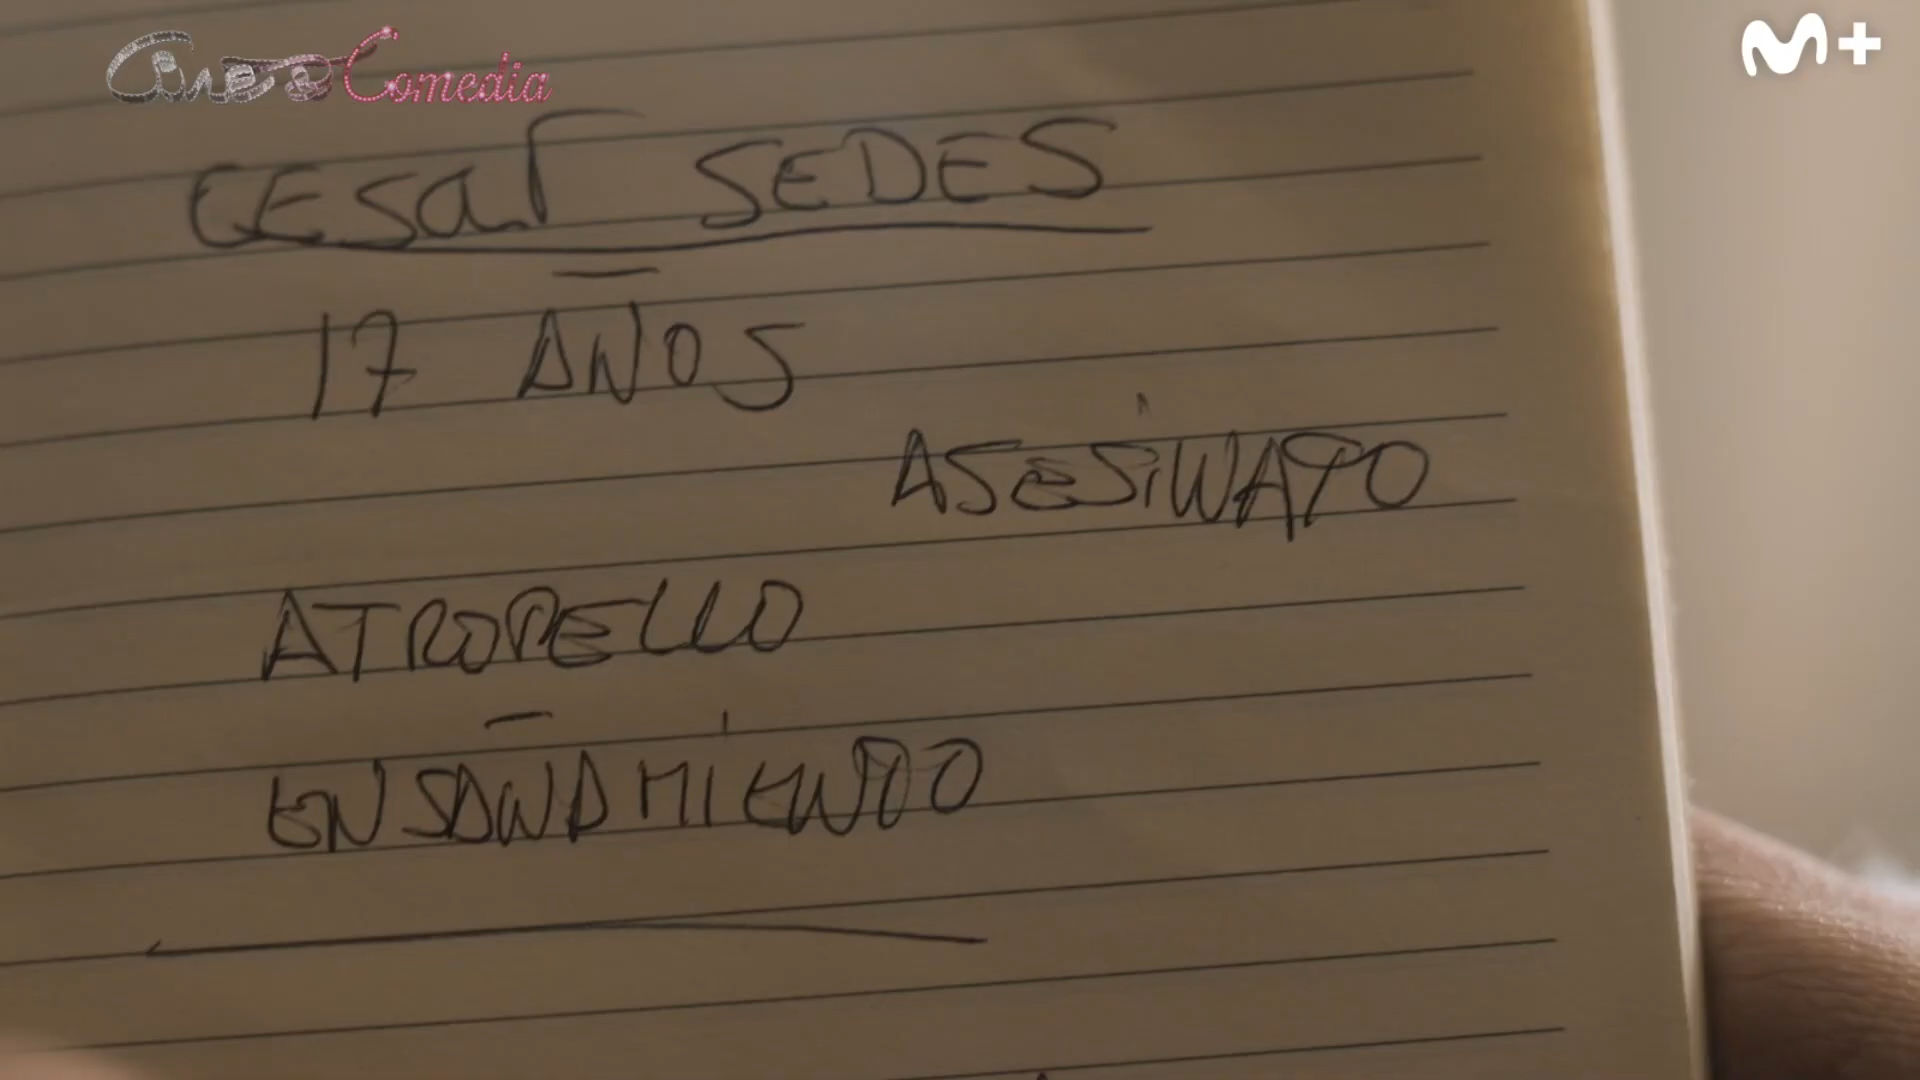 Cine & Comedia
M+
CESar SEDES
17 AÑOS
ASESINATO
ATROPELLO
ENSAÑAMIENTO